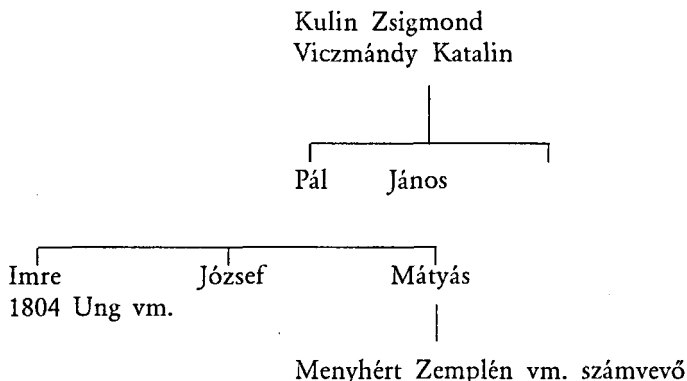 Kulin Zsigmond
Viczmándy Katalin
Pál János
Imre József Mátyás
1804 Ung vm.
Menyhért Zemplén vm. számvevő